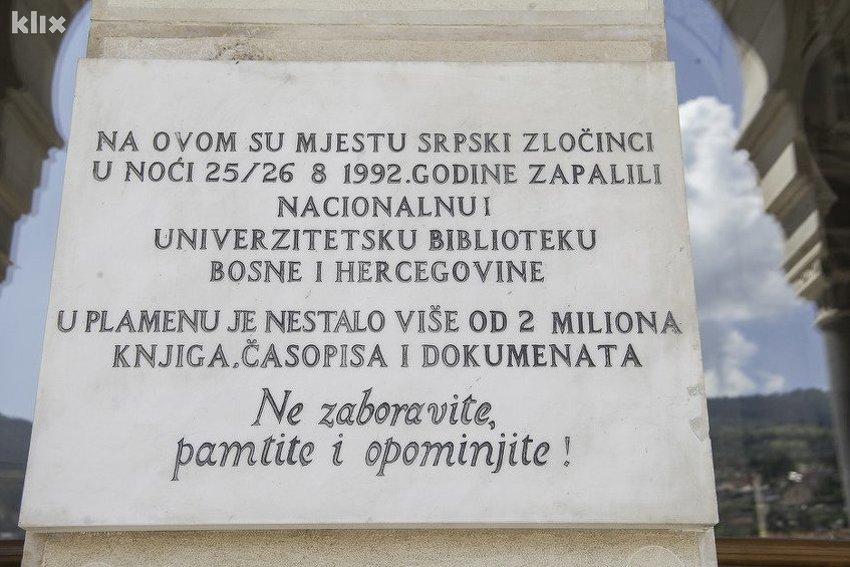 klix
NA OVOM SU MJESTU SRPSKI ZLOČINCI
U NOĆI 25/26 8 1992.GODINE ZAPALILI
NACIONALNU I
UNIVERZITETSKU BIBLIOTEKU
BOSNE I HERCEGOVINE
U PLAMENU JE NESTALO VIŠE OD 2 MILIONA
KNJIGA, ČASOPISA I DOKUMENATA
Ne zaboravite,
pamtite i opominjite !